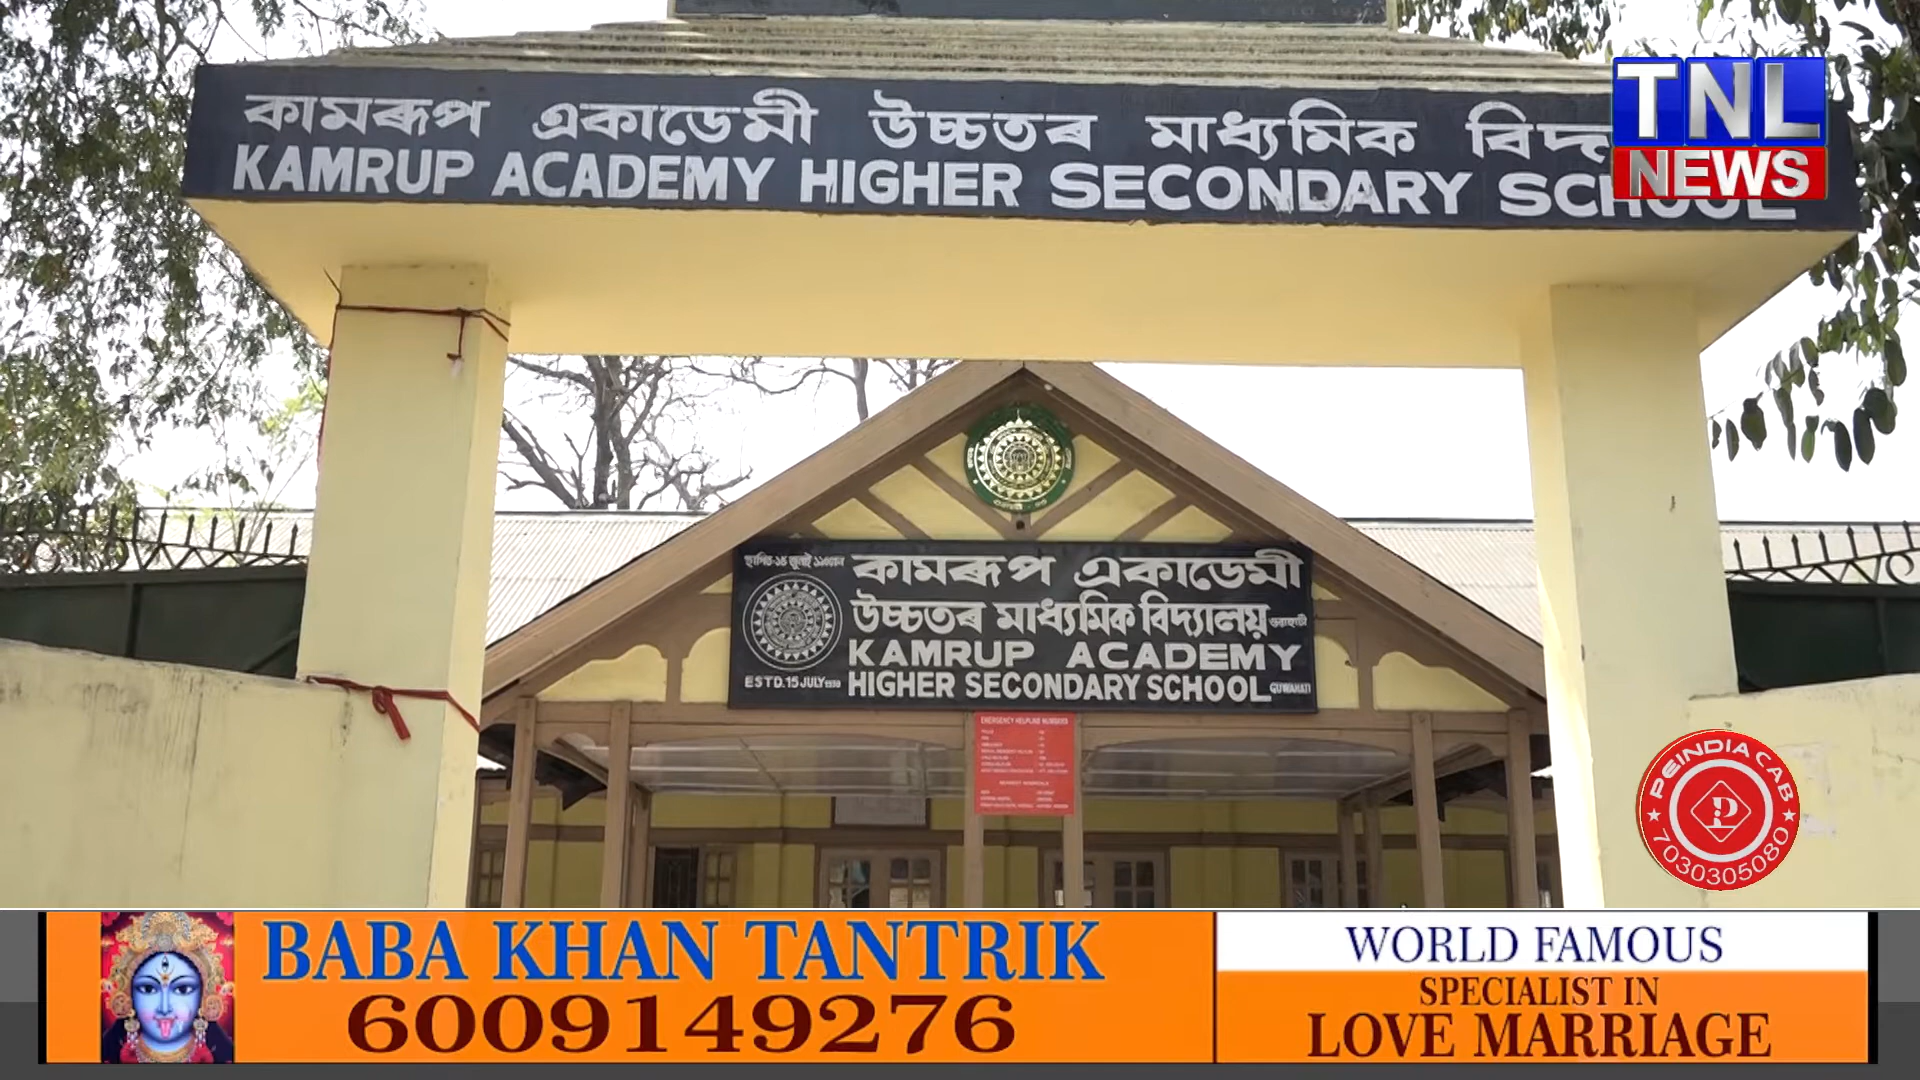 কামৰূপ একাডেমী উচ্চতৰ মাধ্যমিক
KAMRUP ACADEMY HIGHER SECONDARY SCHOOL
TNL
NEWS
কামৰূপ একাডেমী
উচ্চতৰ মাধ্যমিক বিদ্যালয়
KAMRUP ACADEMY
ESTD. 15 JULY 1930 HIGHER SECONDARY SCHOOL GUWAHATI
EMERGENCY HELPLINE NUMBERS
PEINDIA CAB
7030305080
BABA KHAN TANTRIK
6009149276
WORLD FAMOUS
SPECIALIST IN
LOVE MARRIAGE